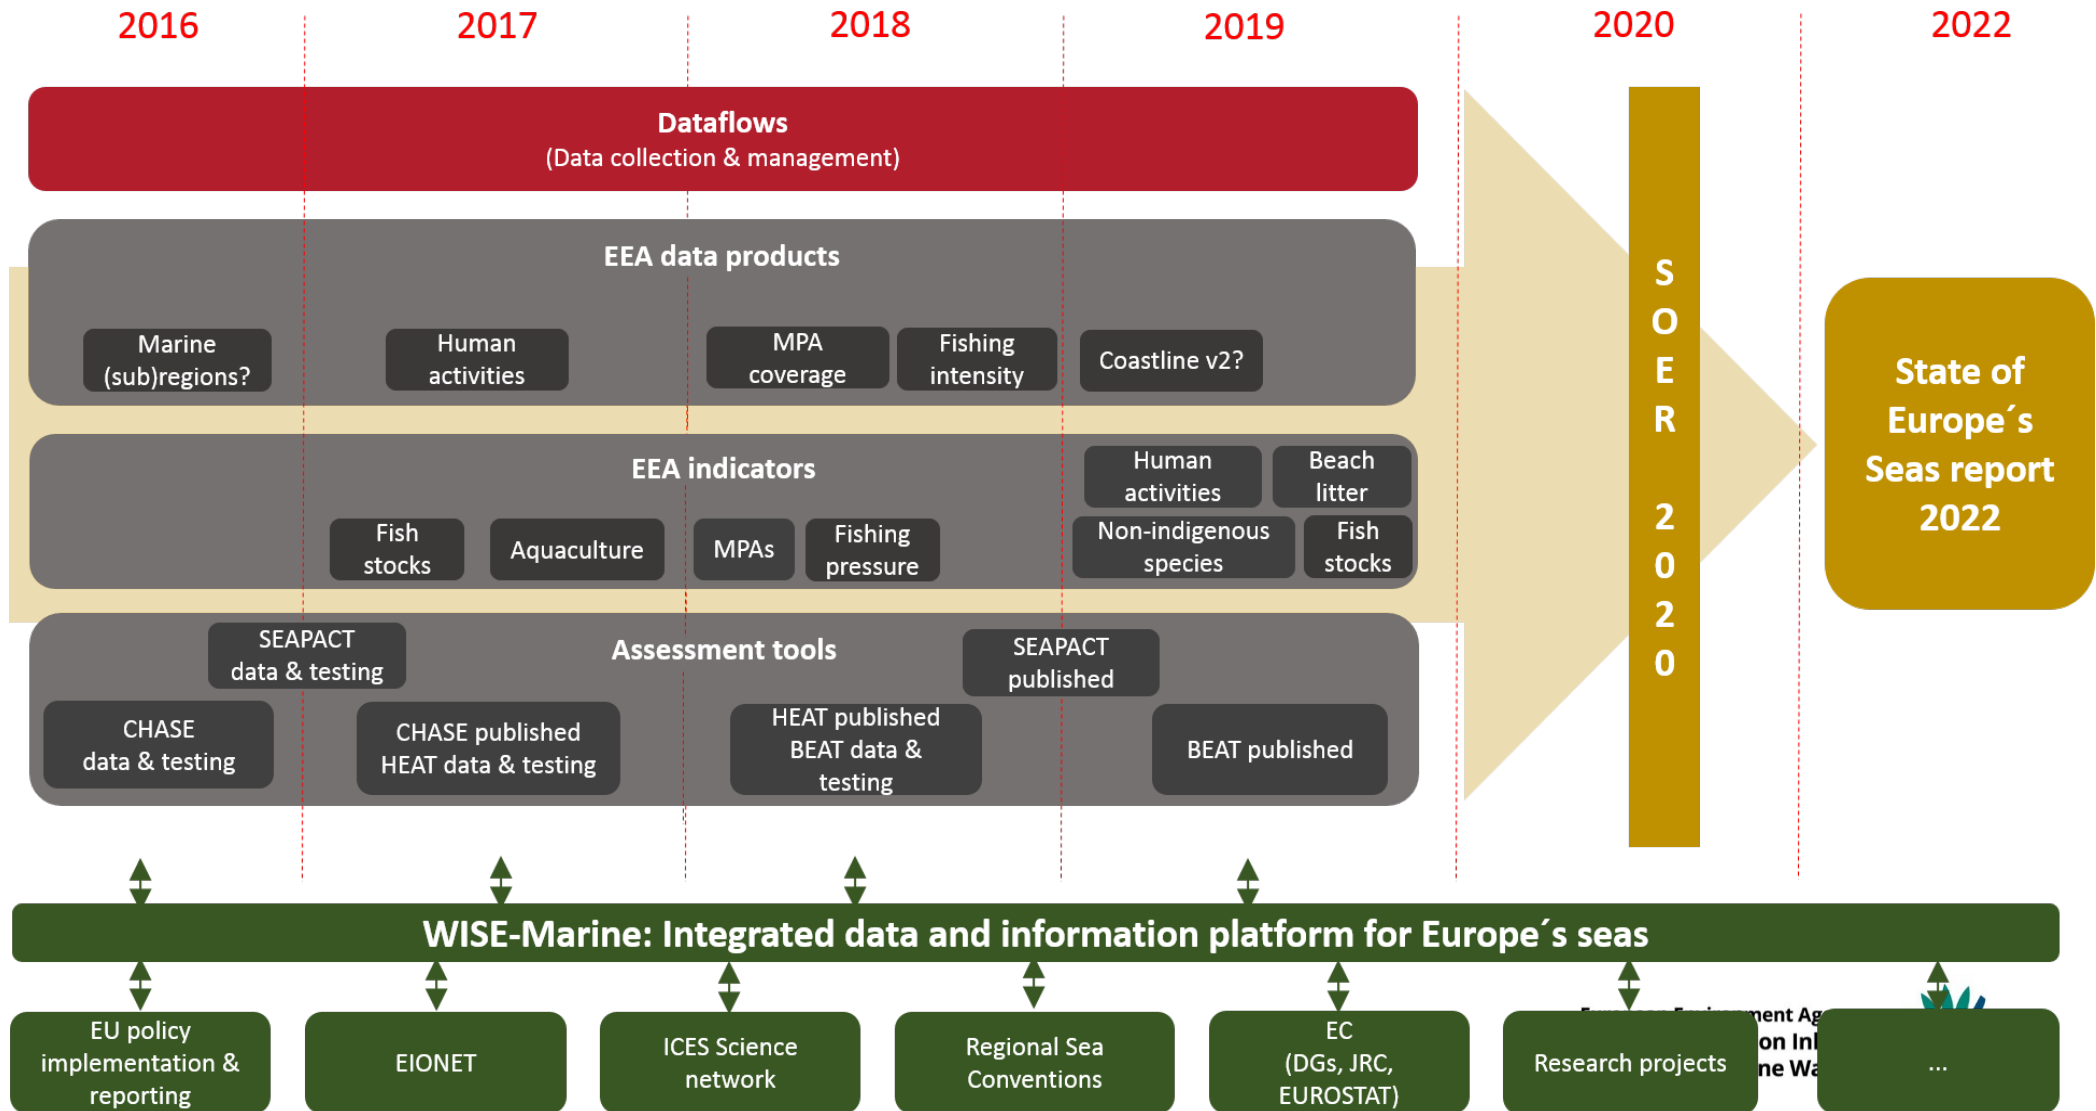 2016
2017
2018
2019
2020
2022
Dataflows
(Data collection & management)
EEA data products
Marine
(sub)regions?
Human
activities
MPA
coverage
Fishing
intensity
Coastline v2?
EEA indicators
Human
activities
Beach
litter
Fish
stocks
Aquaculture
MPAs
Fishing
pressure
Non-indigenous
species
Fish
stocks
Assessment tools
SEAPACT
data & testing
SEAPACT
published
CHASE
data & testing
CHASE published
HEAT data & testing
HEAT published
BEAT data &
testing
BEAT published
SOER 2020
State of
Europe´s
Seas report
2022
WISE-Marine: Integrated data and information platform for Europe´s seas
EU policy
implementation &
reporting
EIONET
ICES Science
network
Regional Sea
Conventions
EC
(DGs, JRC,
EUROSTAT)
Research projects
...